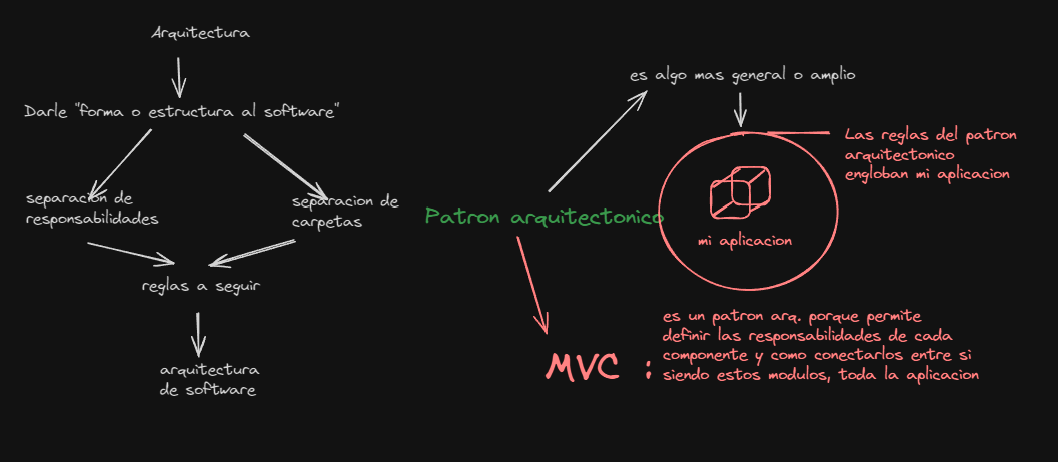 Arquitectura
Darle "forma o estructura al software"
separacion de
responsabilidades
separacion de
carpetas
reglas a seguir
arquitectura
de software
es algo mas general o amplio
Las reglas del patron
arquitectonico
engloban mi aplicacion
Patron arquitectonico
mi aplicacion
MVC :
es un patron arq. porque permite
definir las responsabilidades de cada
componente y como conectarlos entre si
siendo estos modulos, toda la aplicacion